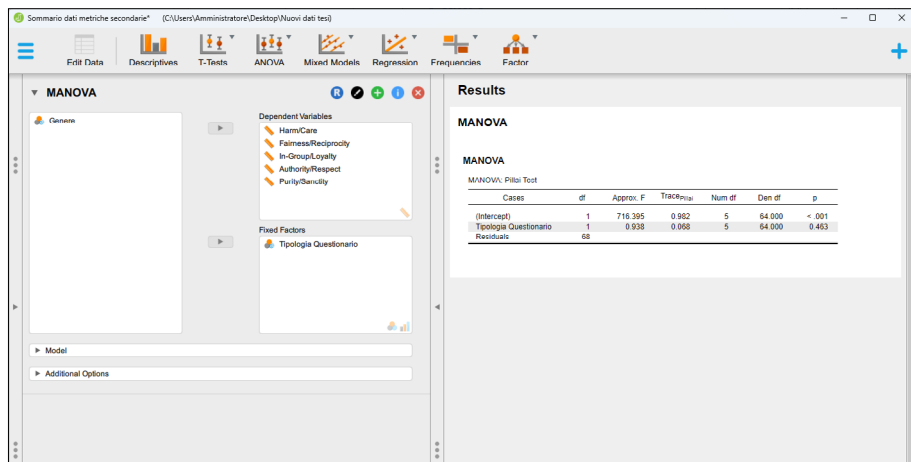 Sommario dati metriche secondarie* (C:\Users\Amministratore\Desktop\Nuovi dati tesi)
Edit Data Descriptives T-Tests ANOVA Mixed Models Regression Frequencies Factor
MANOVA
Genere
Dependent Variables
Harm/Care
Fairness/Reciprocity
In-Group/Loyalty
Authority/Respect
Purity/Sanctity
Fixed Factors
Tipologia Questionario
Model
Additional Options
Results
MANOVA
MANOVA
MANOVA: Pillai Test
Cases df Approx. F TracePillai Num df Den df p
(Intercept) 1 716.395 0.982 5 64.000 < .001
Tipologia Questionario 1 0.938 0.068 5 64.000 0.463
Residuals 68